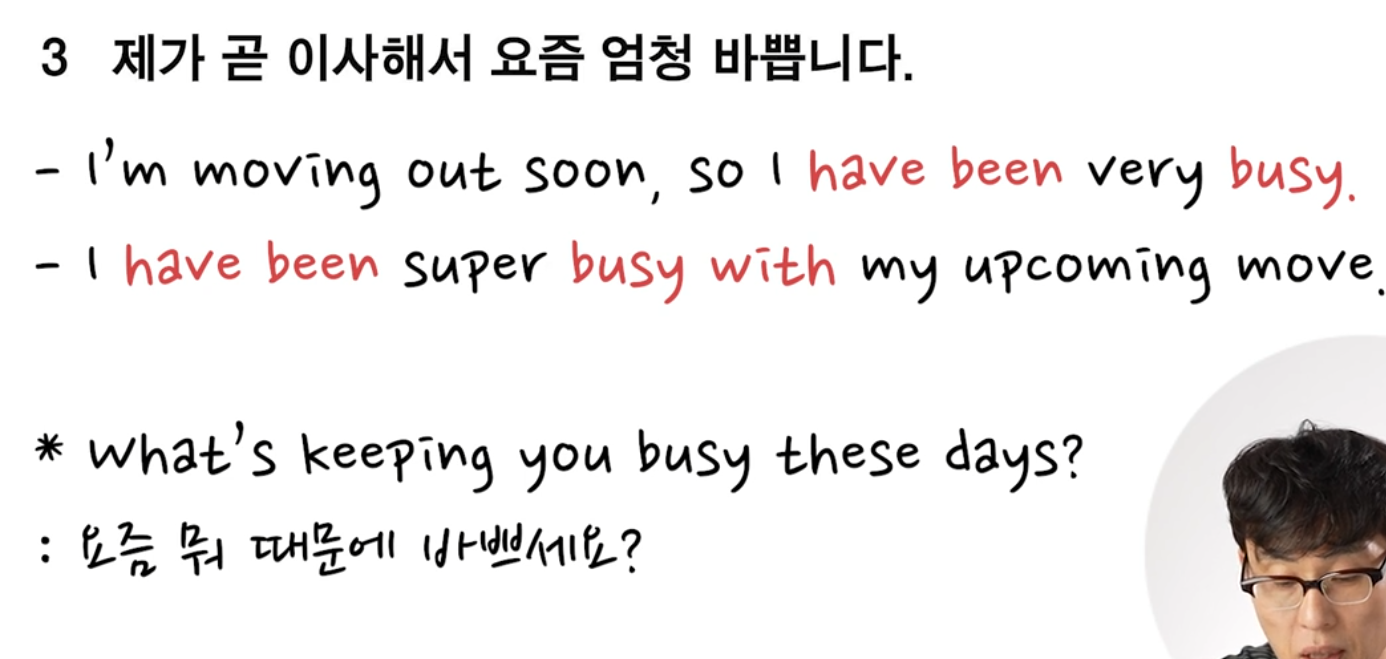 3 제가 곧 이사해서 요즘 엄청 바쁩니다.
- I'm moving out soon, so I have been very busy.
- I have been super busy with my upcoming move.
* What's keeping you busy these days?
: 요즘 뭐 때문에 바쁘세요?